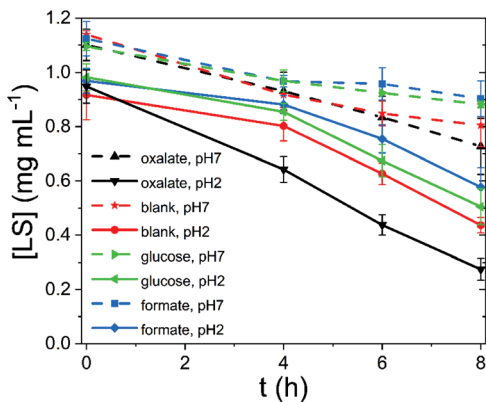 1.2
1.0
0.8
0.6
0.4
0.2
0.0
[LS] (mg mL⁻¹)
oxalate, pH7
oxalate, pH2
blank, pH7
blank, pH2
glucose, pH7
glucose, pH2
formate, pH7
formate, pH2
0 2 4 6 8
t (h)